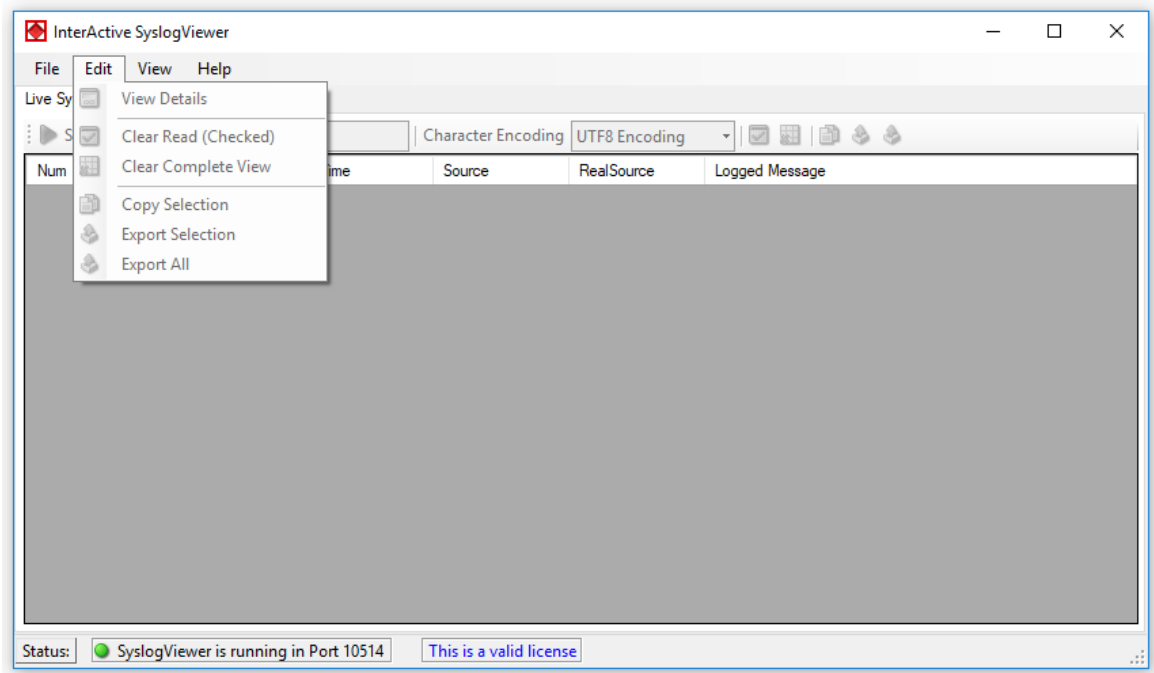 InterActive SyslogViewer
File Edit View Help
Live Sy
View Details
S
Clear Read (Checked)
Character Encoding UTF8 Encoding
Num
Clear Complete View
Source RealSource Logged Message
Copy Selection
Export Selection
Export All
Status: SyslogViewer is running in Port 10514 This is a valid license